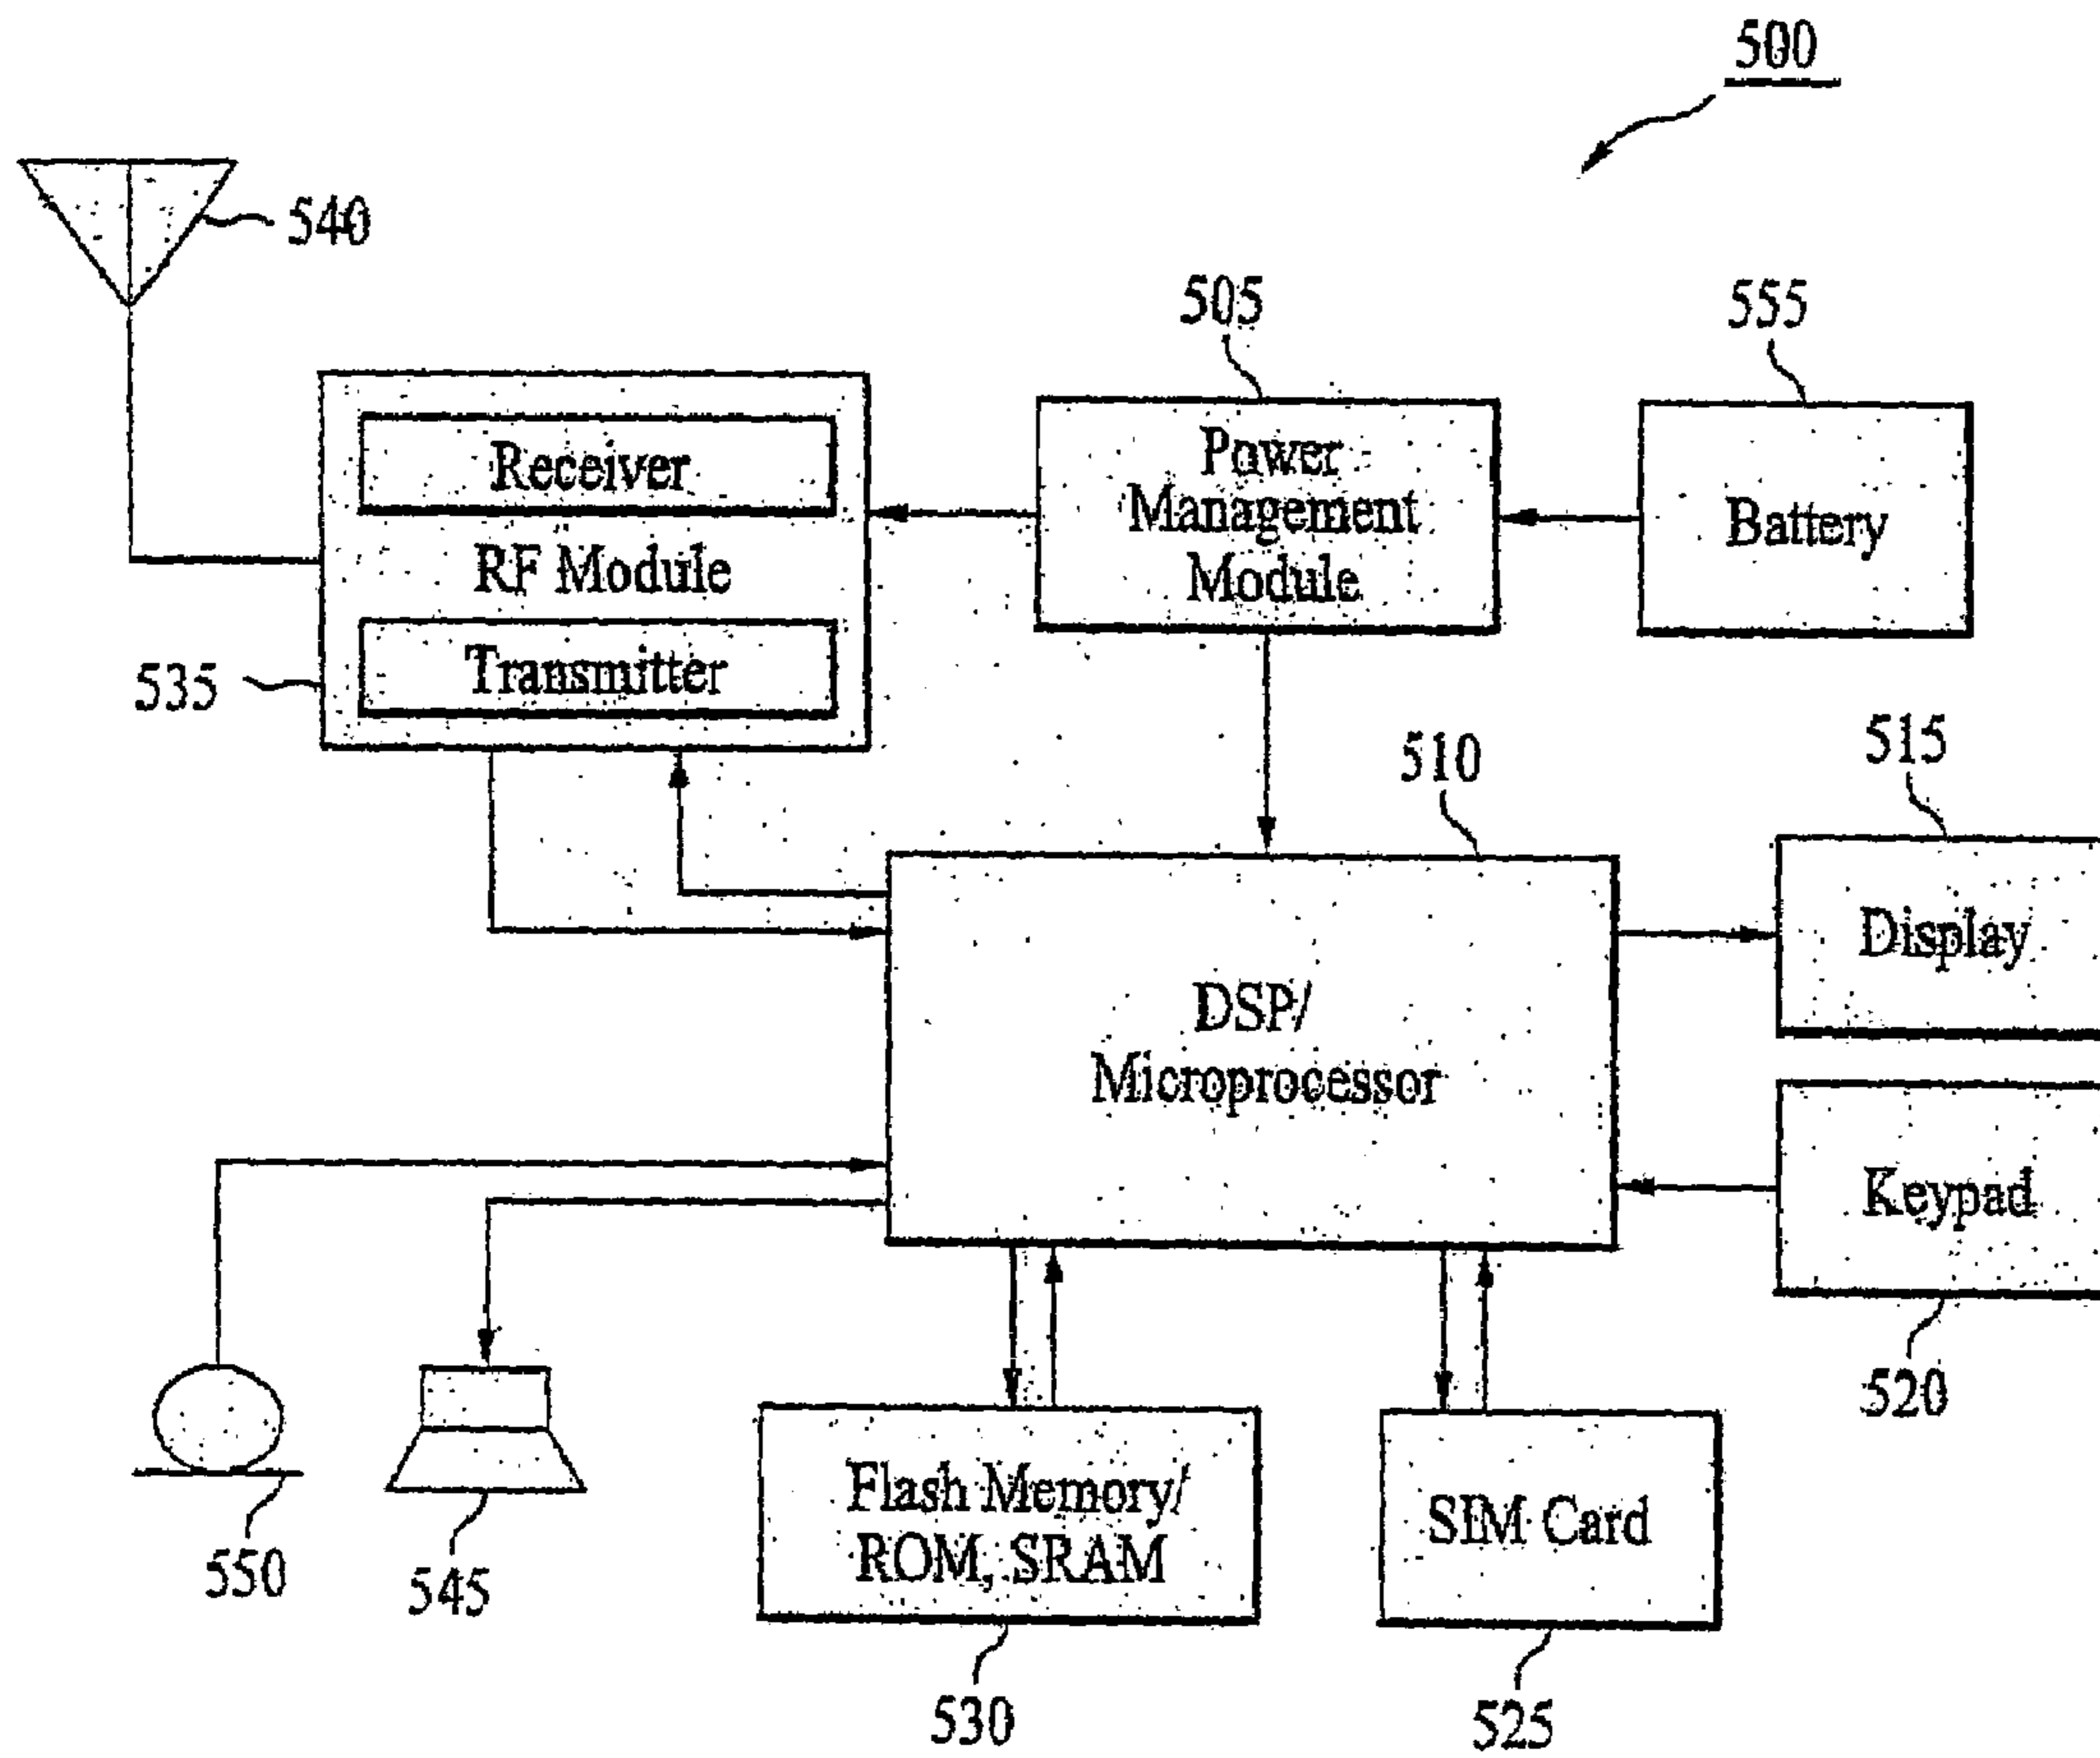 500
540
505
555
Receiver
RF Module
Transmitter
535
Power
Management
Module
Battery
510
515
DSP/
Microprocessor
Display
Keypad
520
550
545
Flash Memory/
ROM, SRAM
530
SIM Card
525